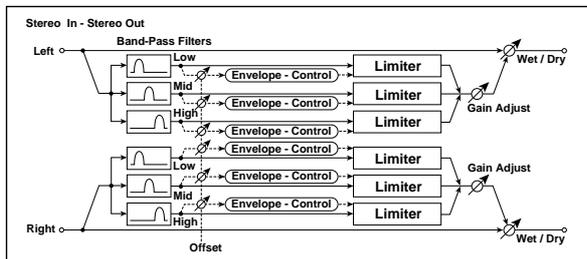 Stereo In - Stereo Out
Band-Pass Filters
Left
Low
Limiter
Wet / Dry
Envelope - Control
Mid
Limiter
Envelope - Control
Gain Adjust
High
Limiter
Envelope - Control
Envelope - Control
Low
Limiter
Gain Adjust
Envelope - Control
Mid
Limiter
Envelope - Control
High
Limiter
Right
Wet / Dry
Offset